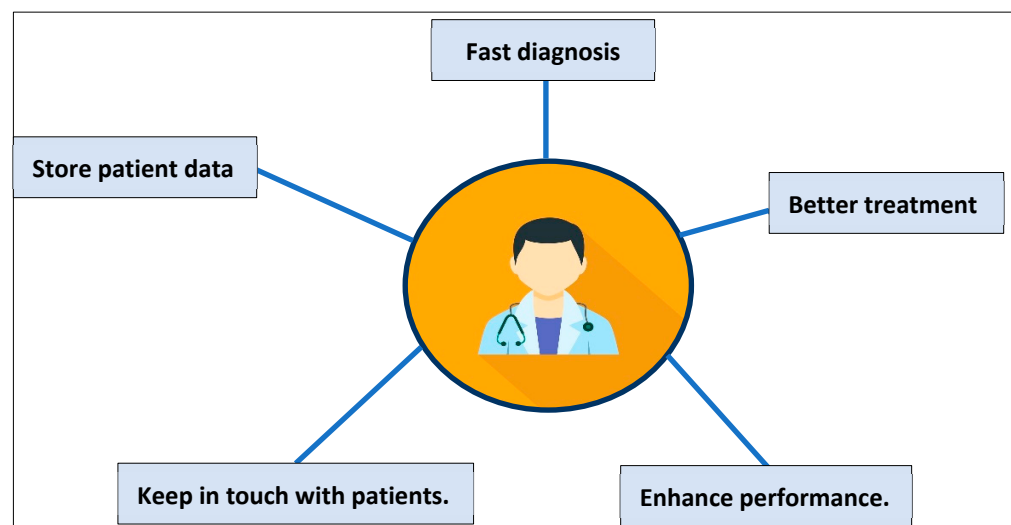 Fast diagnosis
Store patient data
Better treatment
Keep in touch with patients.
Enhance performance.